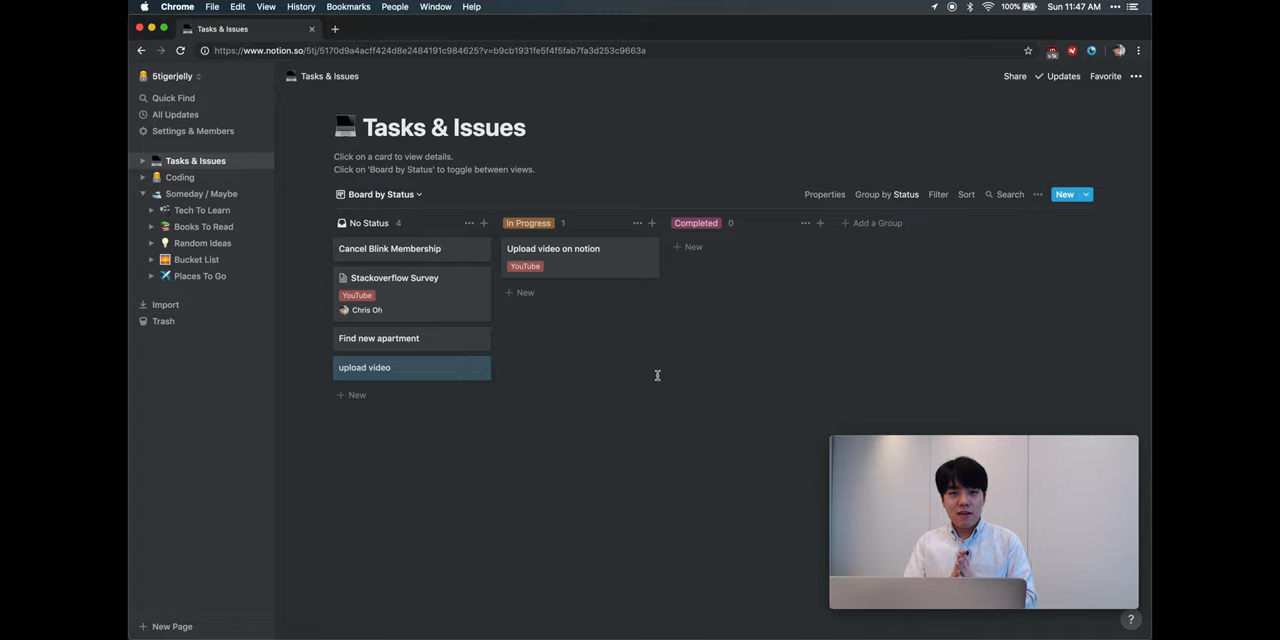 Chrome File Edit View History Bookmarks People Window Help 100% Sun 11:47 AM
Tasks & Issues
https://www.notion.so/5tj/5170d9a4acff424d8e2484191c984625?v=b9cb1931fe5f4f5fab7fa3d253c9663a
5tigerjelly
Tasks & Issues
Share Updates Favorite
Quick Find
All Updates
Settings & Members
Tasks & Issues
Coding
Someday / Maybe
Tech To Learn
Books To Read
Random Ideas
Bucket List
Places To Go
Import
Trash
New Page
Tasks & Issues
Click on a card to view details.
Click on 'Board by Status' to toggle between views.
Board by Status Properties Group by Status Filter Sort Search New
No Status 4
Cancel Blink Membership
Stackoverflow Survey
YouTube
Chris Oh
Find new apartment
upload video
New
In Progress 1
Upload video on notion
YouTube
New
Completed 0
New
Add a Group
?